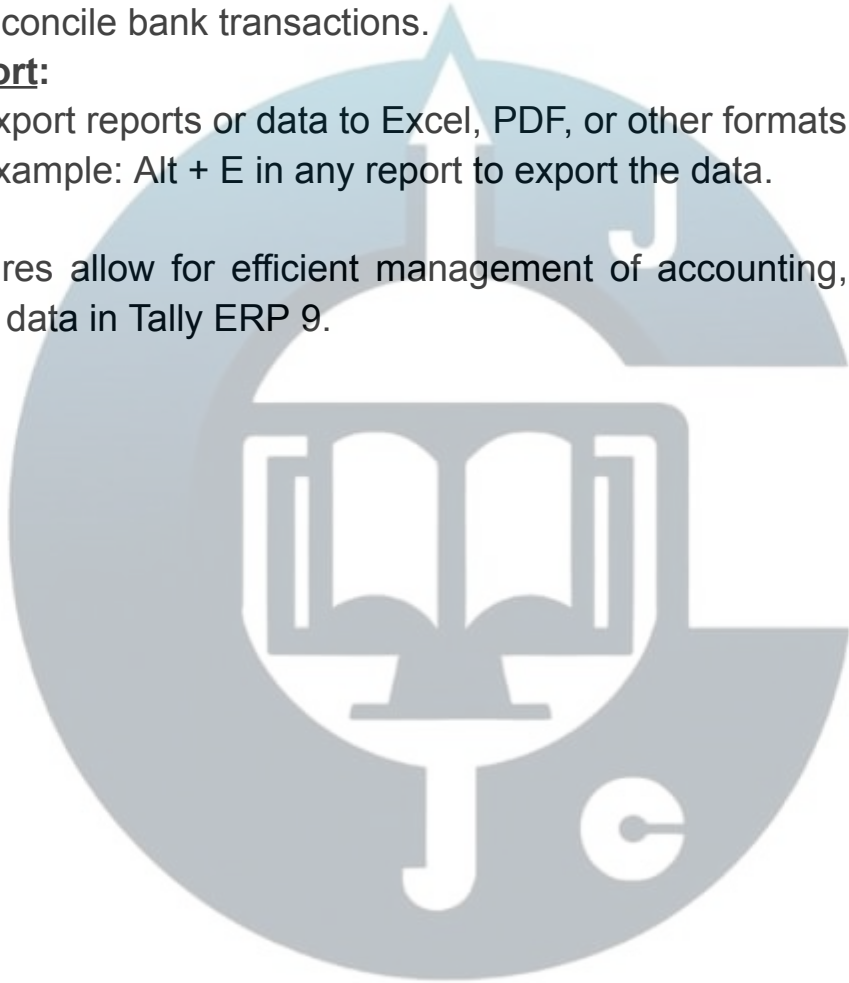 concile bank transactions.
ort:
xport reports or data to Excel, PDF, or other formats
xample: Alt + E in any report to export the data.
res allow for efficient management of accounting,
data in Tally ERP 9.
J
J
C